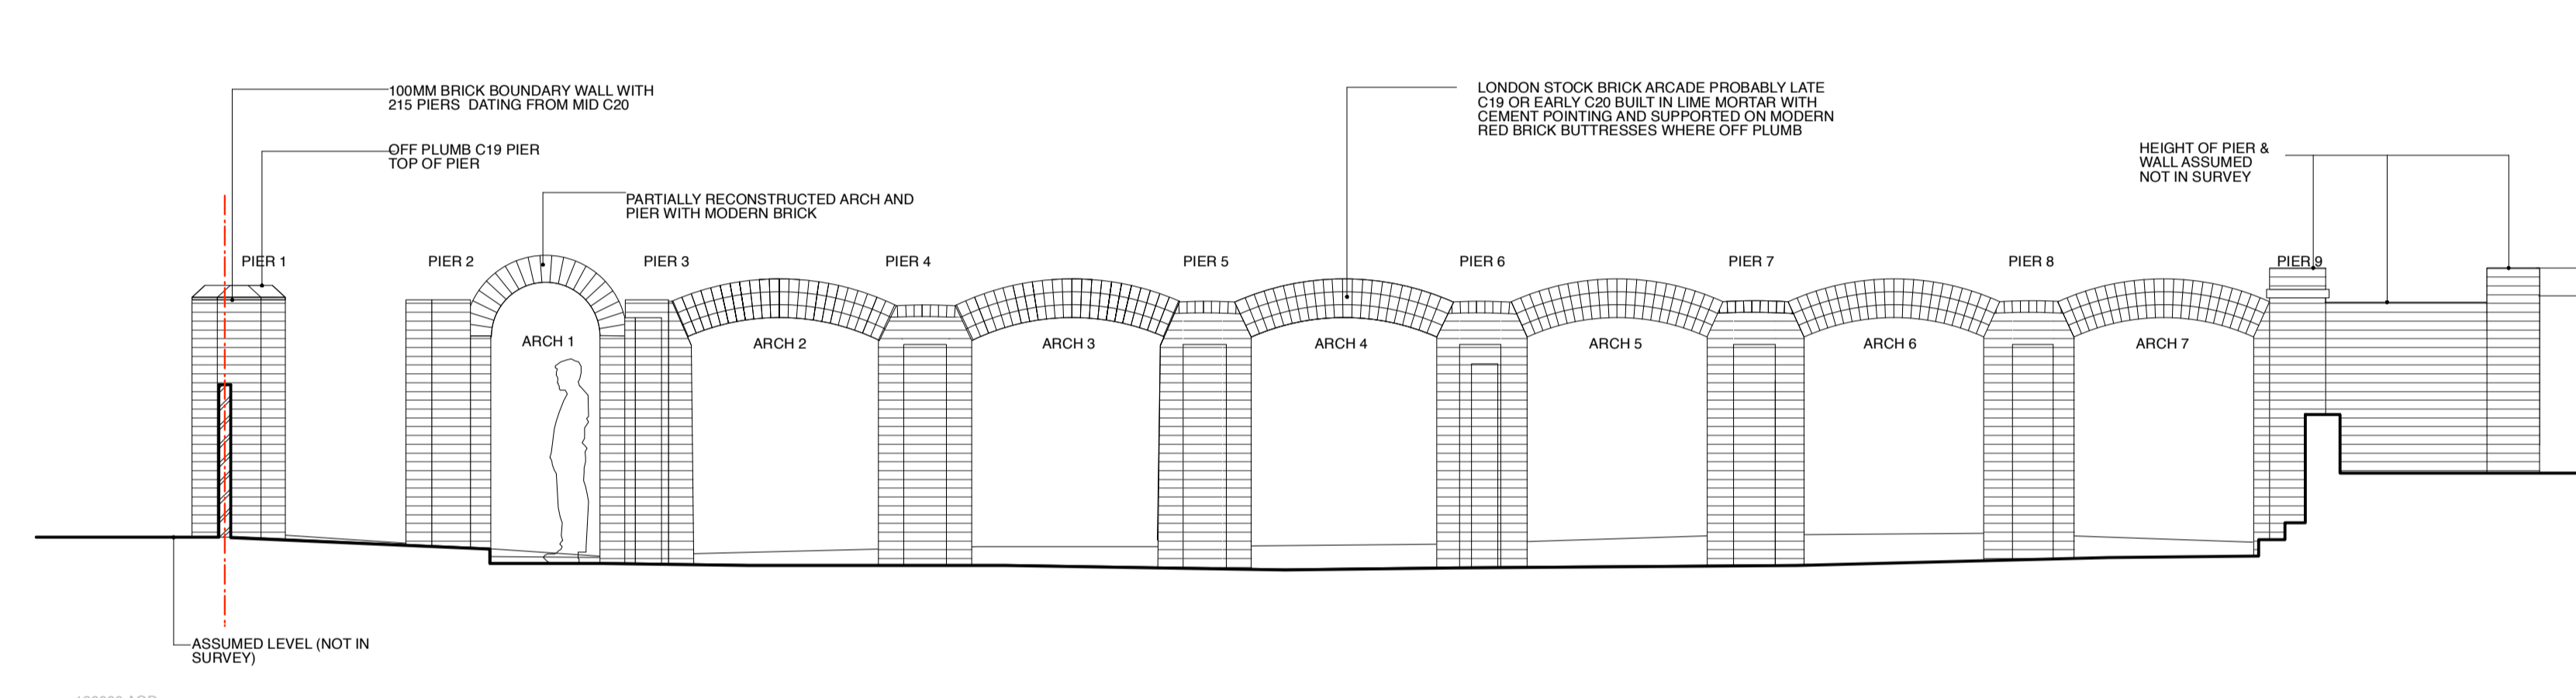 100MM BRICK BOUNDARY WALL WITH
215 PIERS DATING FROM MID C20
OFF PLUMB C19 PIER
TOP OF PIER
PARTIALLY RECONSTRUCTED ARCH AND
PIER WITH MODERN BRICK
LONDON STOCK BRICK ARCADE PROBABLY LATE
C19 OR EARLY C20 BUILT IN LIME MORTAR WITH
CEMENT POINTING AND SUPPORTED ON MODERN
RED BRICK BUTTRESSES WHERE OFF PLUMB
HEIGHT OF PIER &
WALL ASSUMED
NOT IN SURVEY
PIER 1
PIER 2
PIER 3
PIER 4
PIER 5
PIER 6
PIER 7
PIER 8
PIER 9
ARCH 1
ARCH 2
ARCH 3
ARCH 4
ARCH 5
ARCH 6
ARCH 7
ASSUMED LEVEL (NOT IN
SURVEY)